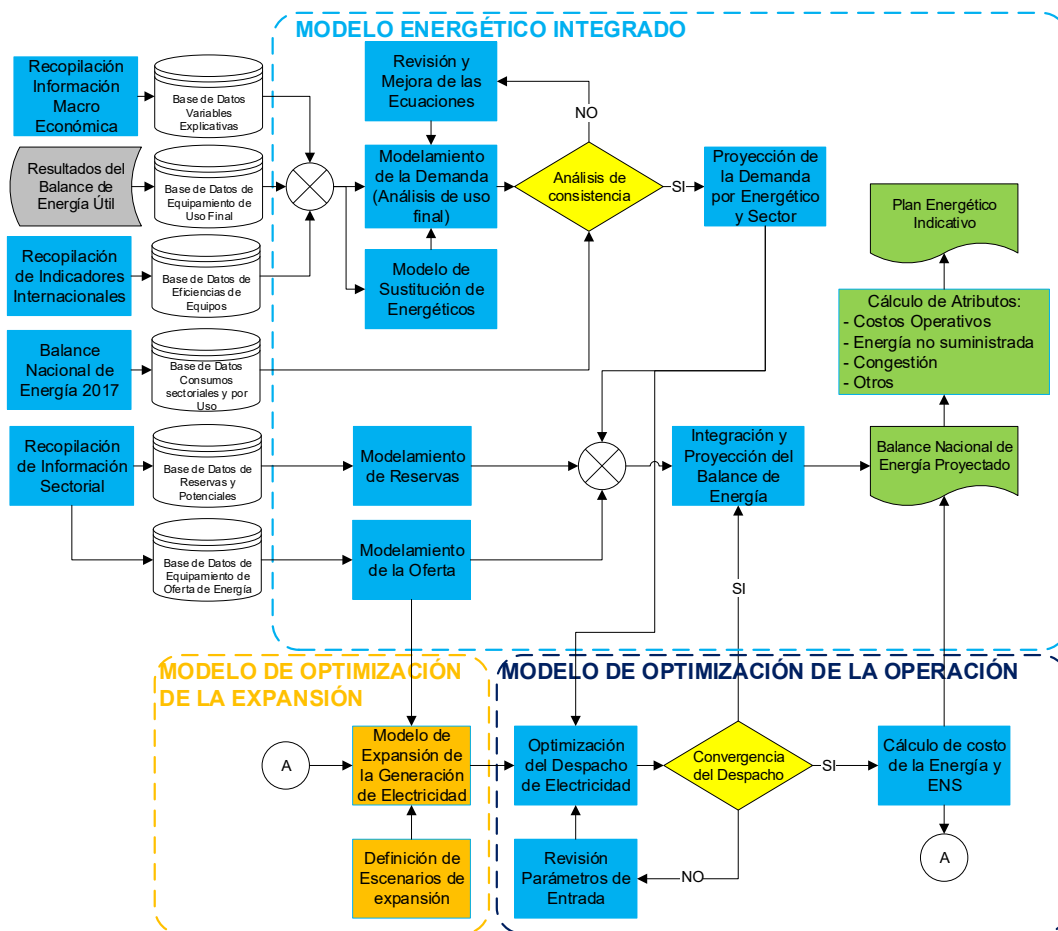 MODELO ENERGÉTICO INTEGRADO
Recopilación
Información
Macro
Económica
Base de Datos
Variables
Explicativas
Revisión y
Mejora de las
Ecuaciones
NO
Resultados del
Balance de
Energía Útil
Base de Datos de
Equipamiento de
Uso Final
Modelamiento
de la Demanda
(Análisis de uso
final)
Análisis de
consistencia
SI
Proyección de
la Demanda
por Energético
y Sector
Plan Energético
Indicativo
Recopilación
de Indicadores
Internacionales
Base de Datos de
Eficiencias de
Equipos
Modelo de
Sustitución de
Energéticos
Cálculo de Atributos:
- Costos Operativos
- Energía no suministrada
- Congestión
- Otros
Balance
Nacional de
Energía 2017
Base de Datos
Consumos
sectoriales y por
Uso
Recopilación
de Información
Sectorial
Base de Datos de
Reservas y
Potenciales
Modelamiento
de Reservas
Integración y
Proyección del
Balance de
Energía
Balance Nacional de
Energía Proyectado
Base de Datos de
Equipamiento de
Oferta de Energía
Modelamiento
de la Oferta
SI
MODELO DE OPTIMIZACIÓN
DE LA EXPANSIÓN
MODELO DE OPTIMIZACIÓN DE LA OPERACIÓN
A
Modelo de
Expansión de
la Generación
de Electricidad
Optimización
del Despacho
de Electricidad
Convergencia
del Despacho
SI
Cálculo de costo
de la Energía y
ENS
Definición de
Escenarios de
expansión
Revisión
Parámetros de
Entrada
NO
A